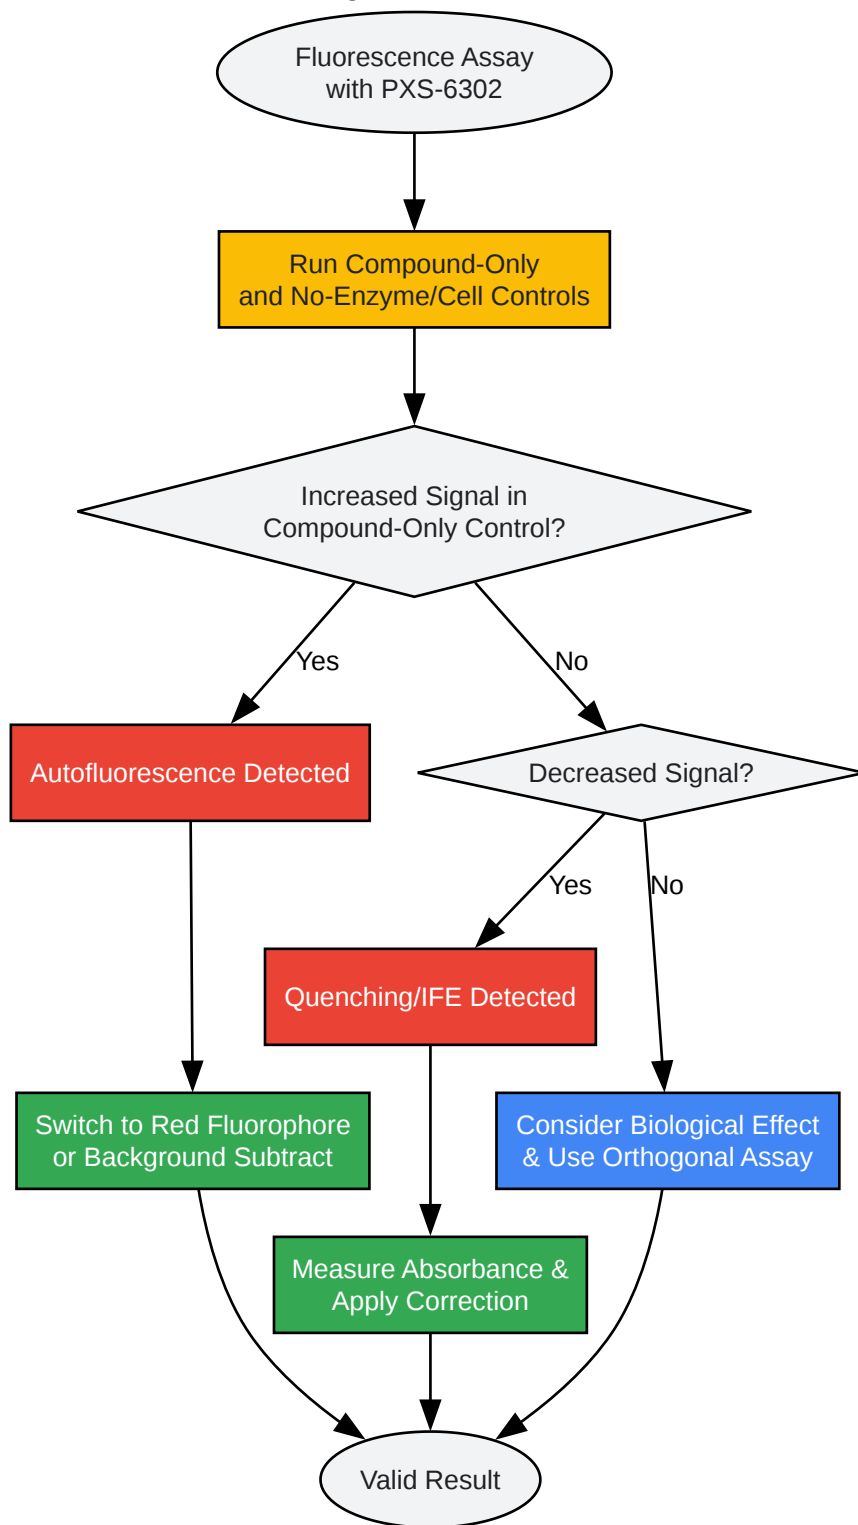 Fluorescence Assay
with PXS-6302
Run Compound-Only
and No-Enzyme/Cell Controls
Increased Signal in
Compound-Only Control?
Yes
No
Autofluorescence Detected
Decreased Signal?
Yes
No
Quenching/IFE Detected
Switch to Red Fluorophore
or Background Subtract
Consider Biological Effect
& Use Orthogonal Assay
Measure Absorbance &
Apply Correction
Valid Result